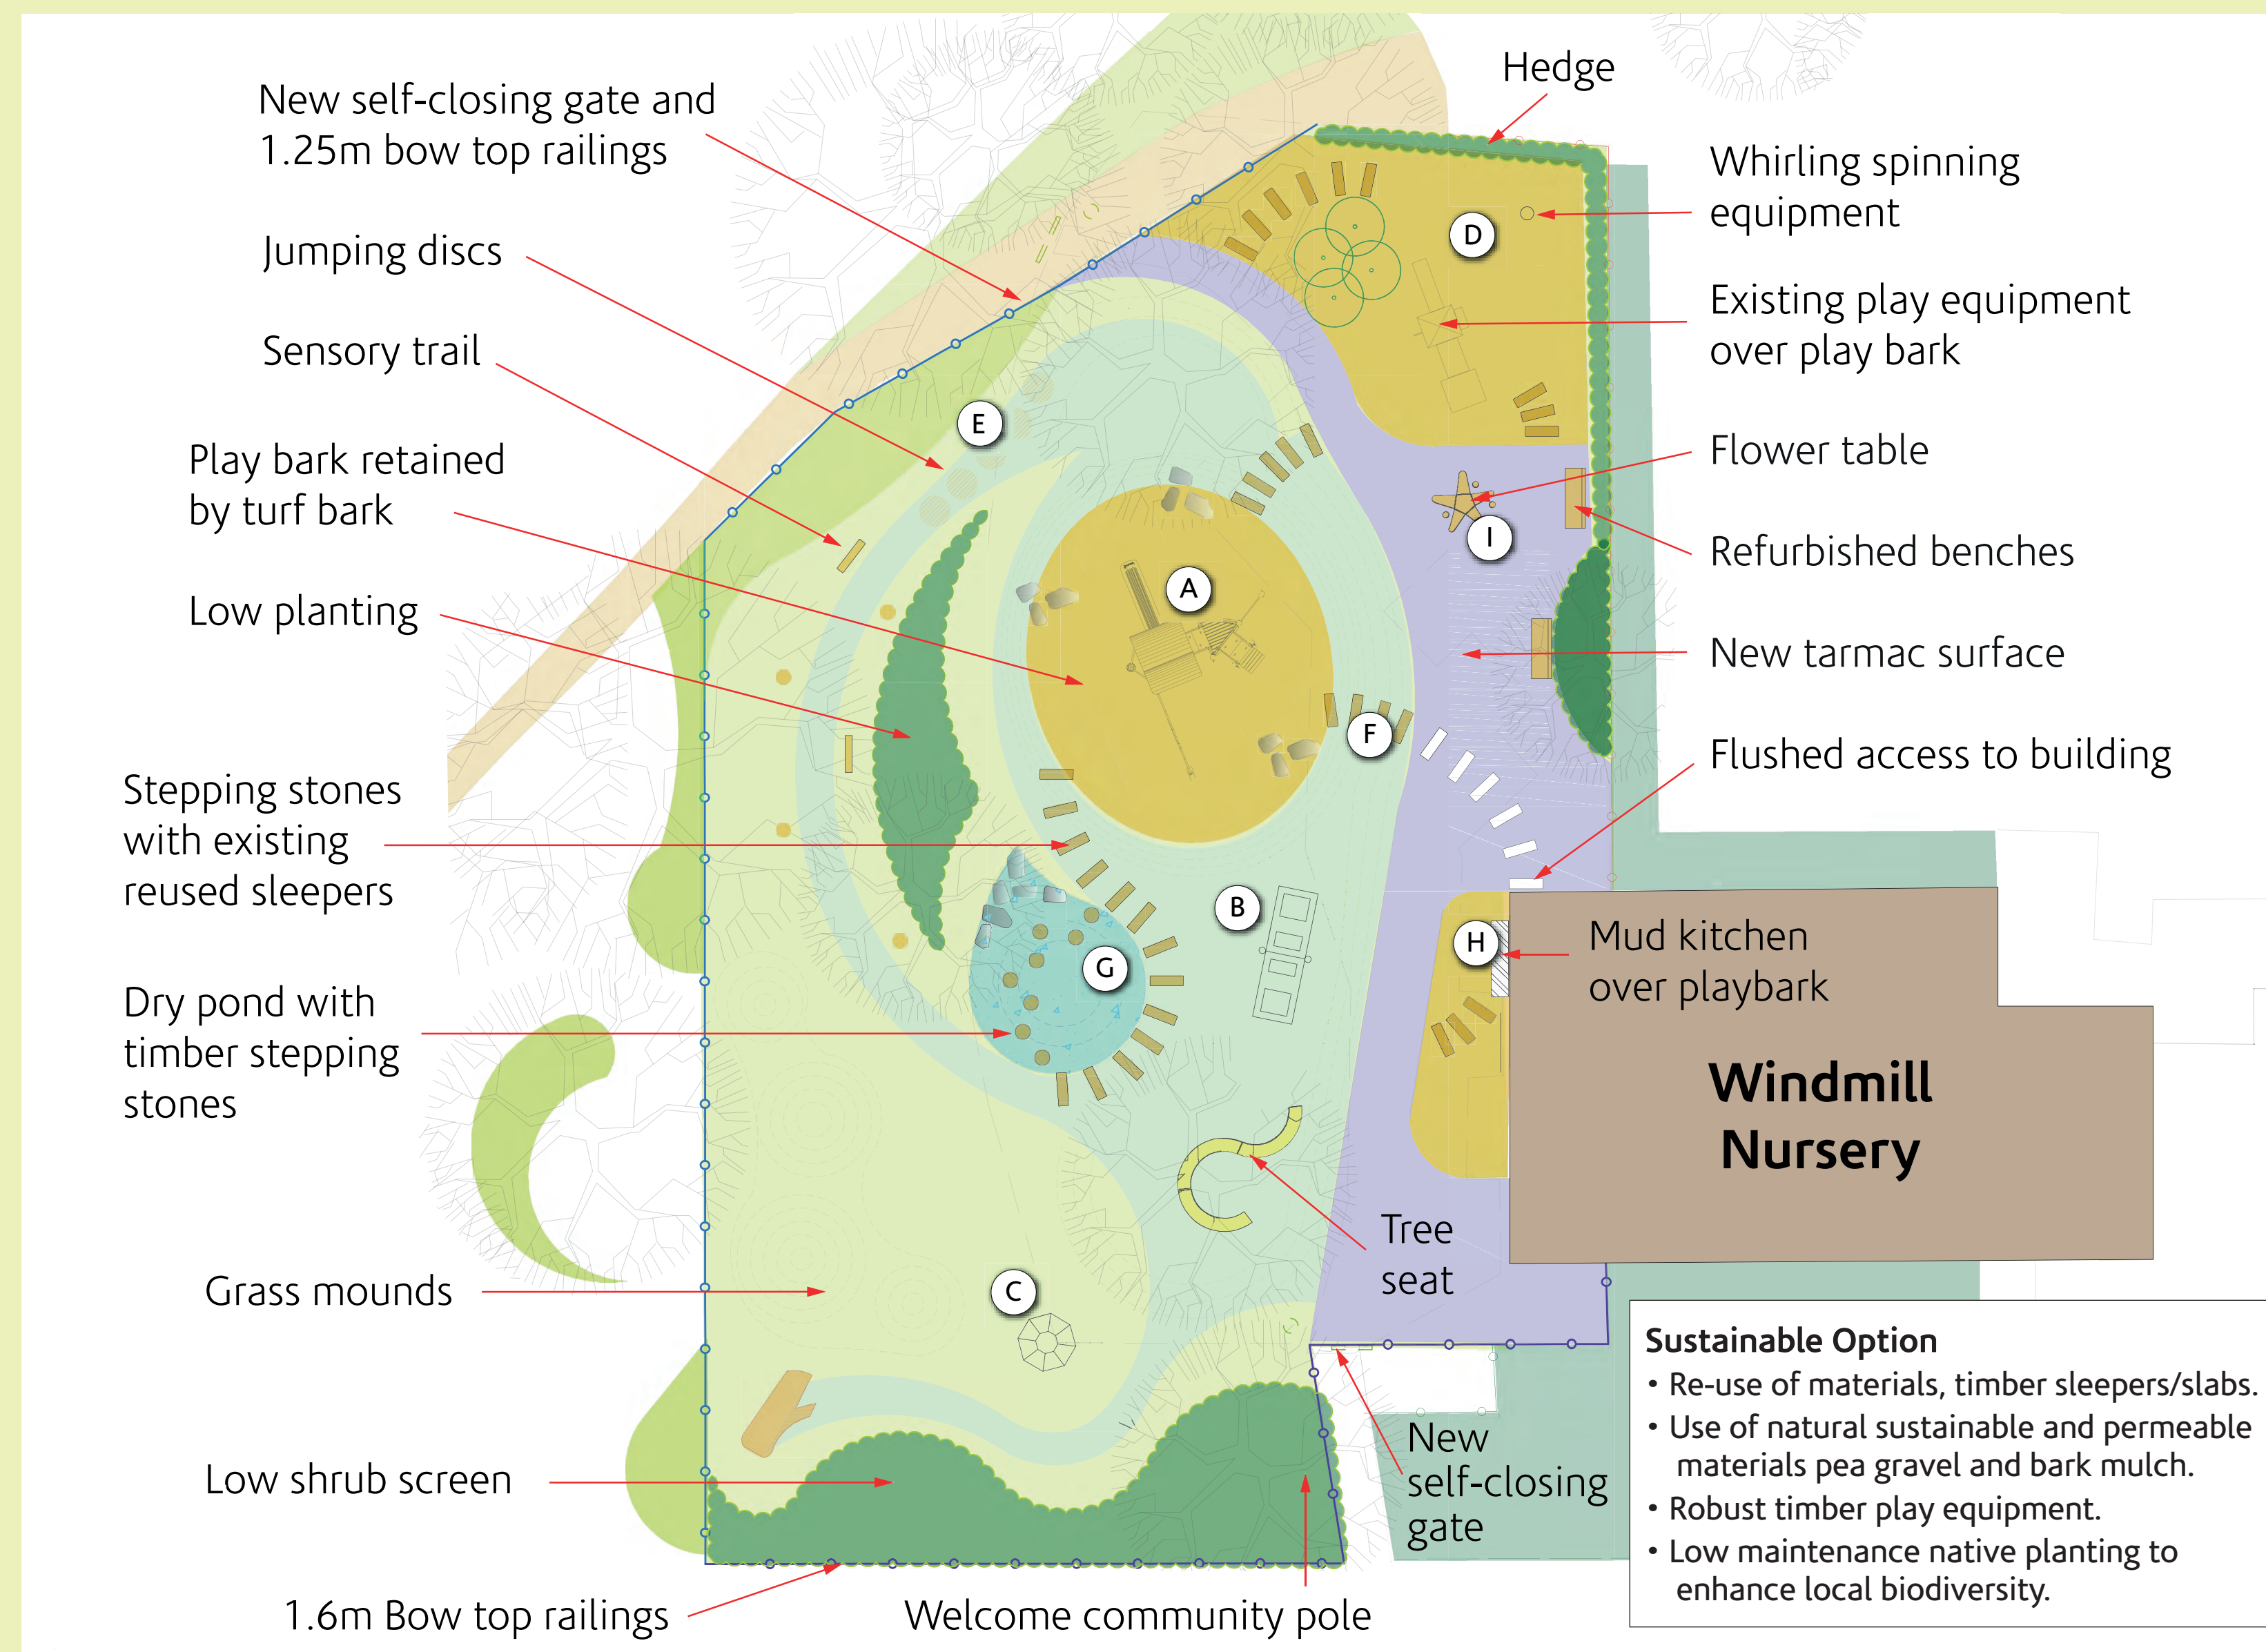 New self-closing gate and
1.25m bow top railings
Jumping discs
Sensory trail
Play bark retained
by turf bark
Low planting
Stepping stones
with existing
reused sleepers
Dry pond with
timber stepping
stones
Grass mounds
Low shrub screen
1.6m Bow top railings
Welcome community pole
Hedge
Whirling spinning
equipment
Existing play equipment
over play bark
Flower table
Refurbished benches
New tarmac surface
Flushed access to building
Mud kitchen
over playbark
Windmill
Nursery
Tree
seat
New
self-closing
gate
D
E
I
A
F
B
H
G
C
Sustainable Option
• Re-use of materials, timber sleepers/slabs.
• Use of natural sustainable and permeable
materials pea gravel and bark mulch.
• Robust timber play equipment.
• Low maintenance native planting to
enhance local biodiversity.